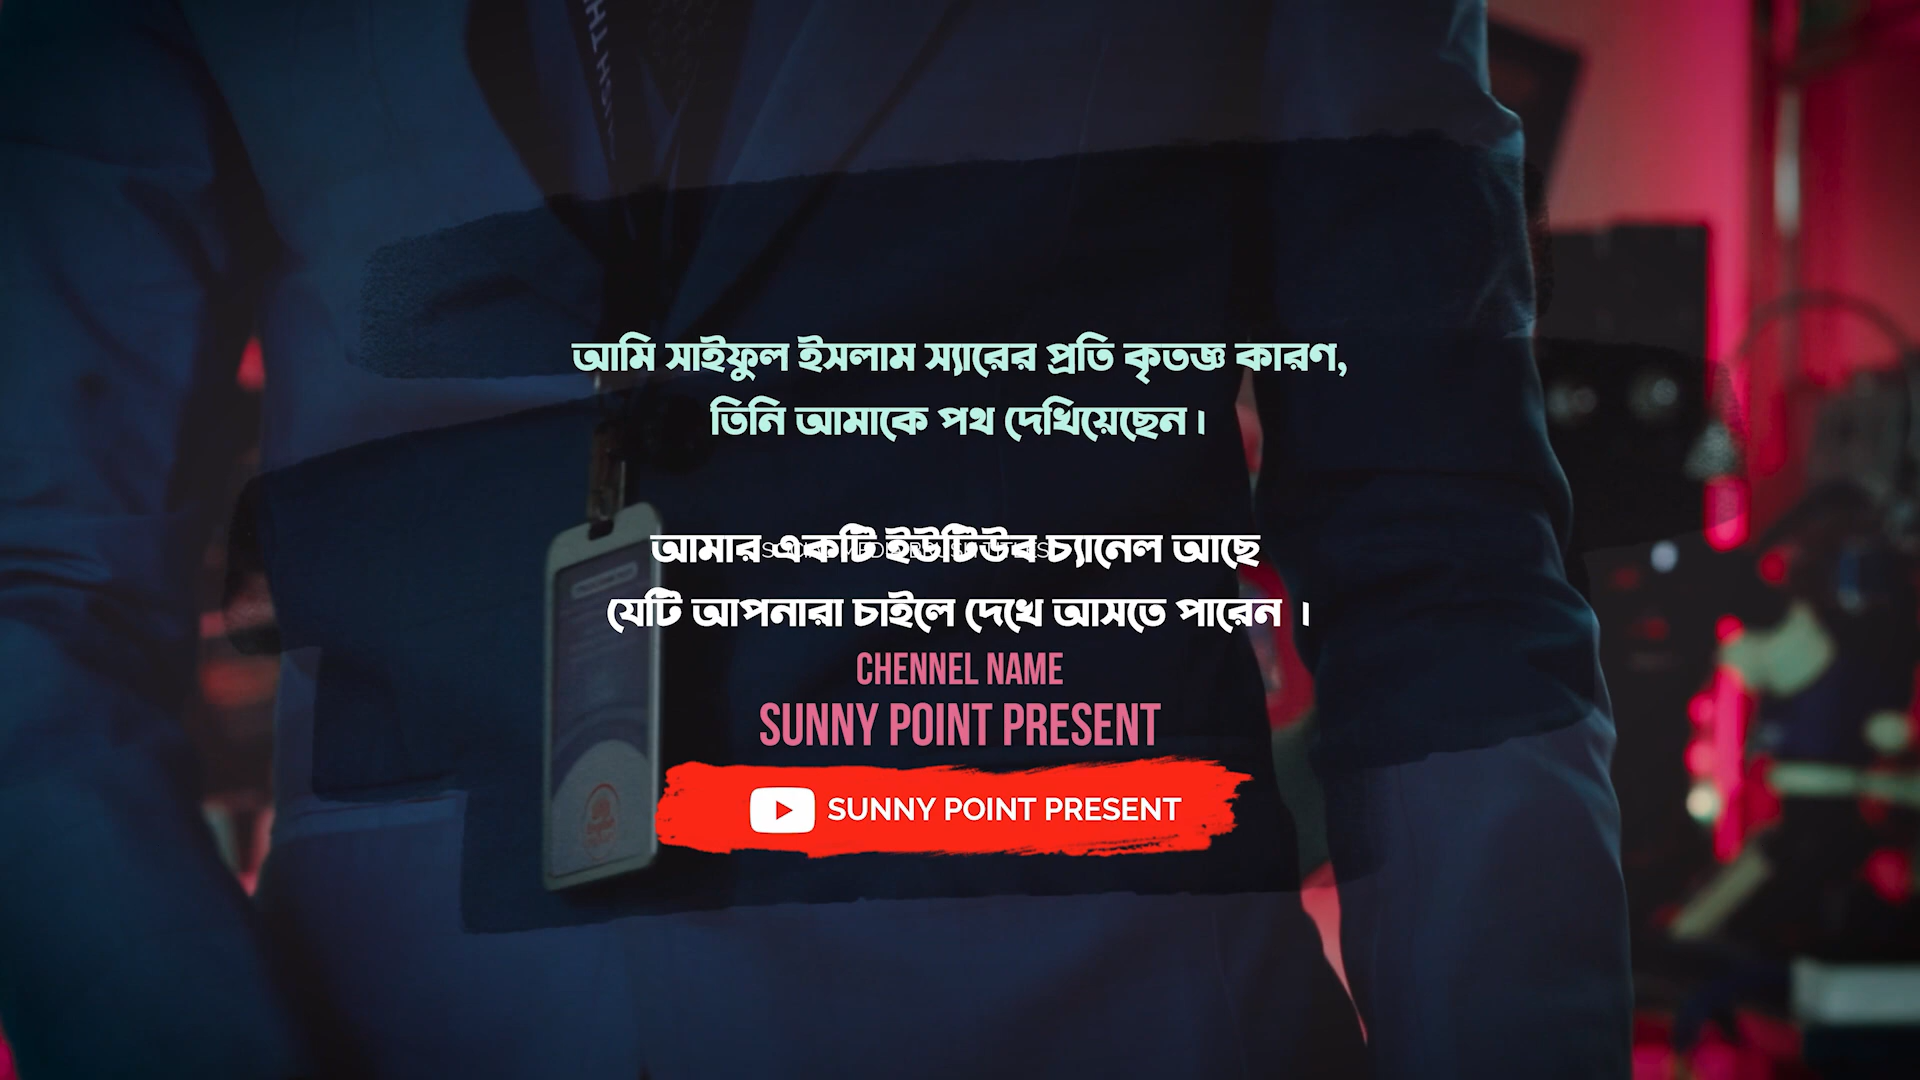 আমি সাইফুল ইসলাম স্যারের প্রতি কৃতজ্ঞ কারণ,
তিনি আমাকে পথ দেখিয়েছেন।
আমার একটি ইউটিউব চ্যানেল আছে
যেটি আপনারা চাইলে দেখে আসতে পারেন ।
CHENNEL NAME
SUNNY POINT PRESENT
SUNNY POINT PRESENT